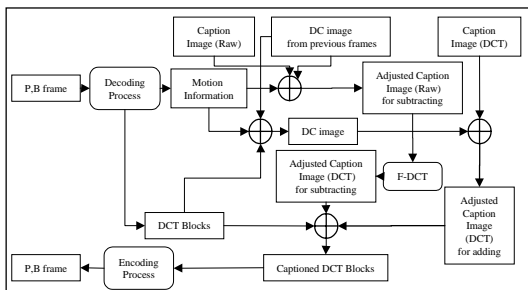 Caption
Image (Raw)
DC image
from previous frames
Caption
Image (DCT)
P,B frame
Decoding
Process
Motion
Information
Adjusted Caption
Image (Raw)
for subtracting
DC image
Adjusted Caption
Image (DCT)
for subtracting
F-DCT
DCT Blocks
Adjusted
Caption
Image
(DCT)
for adding
P,B frame
Encoding
Process
Captioned DCT Blocks